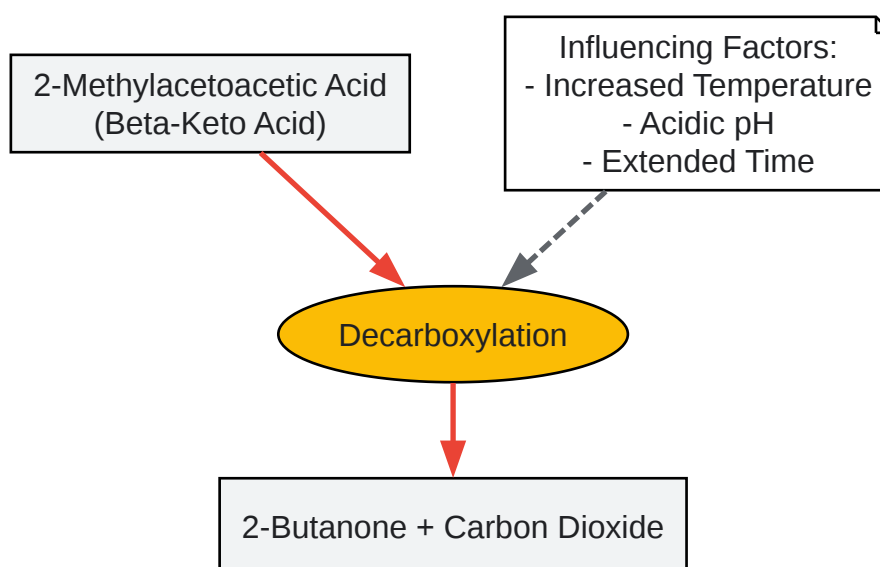 2-Methylacetoacetic Acid
(Beta-Keto Acid)
Influencing Factors:
- Increased Temperature
- Acidic pH
- Extended Time
Decarboxylation
2-Butanone + Carbon Dioxide